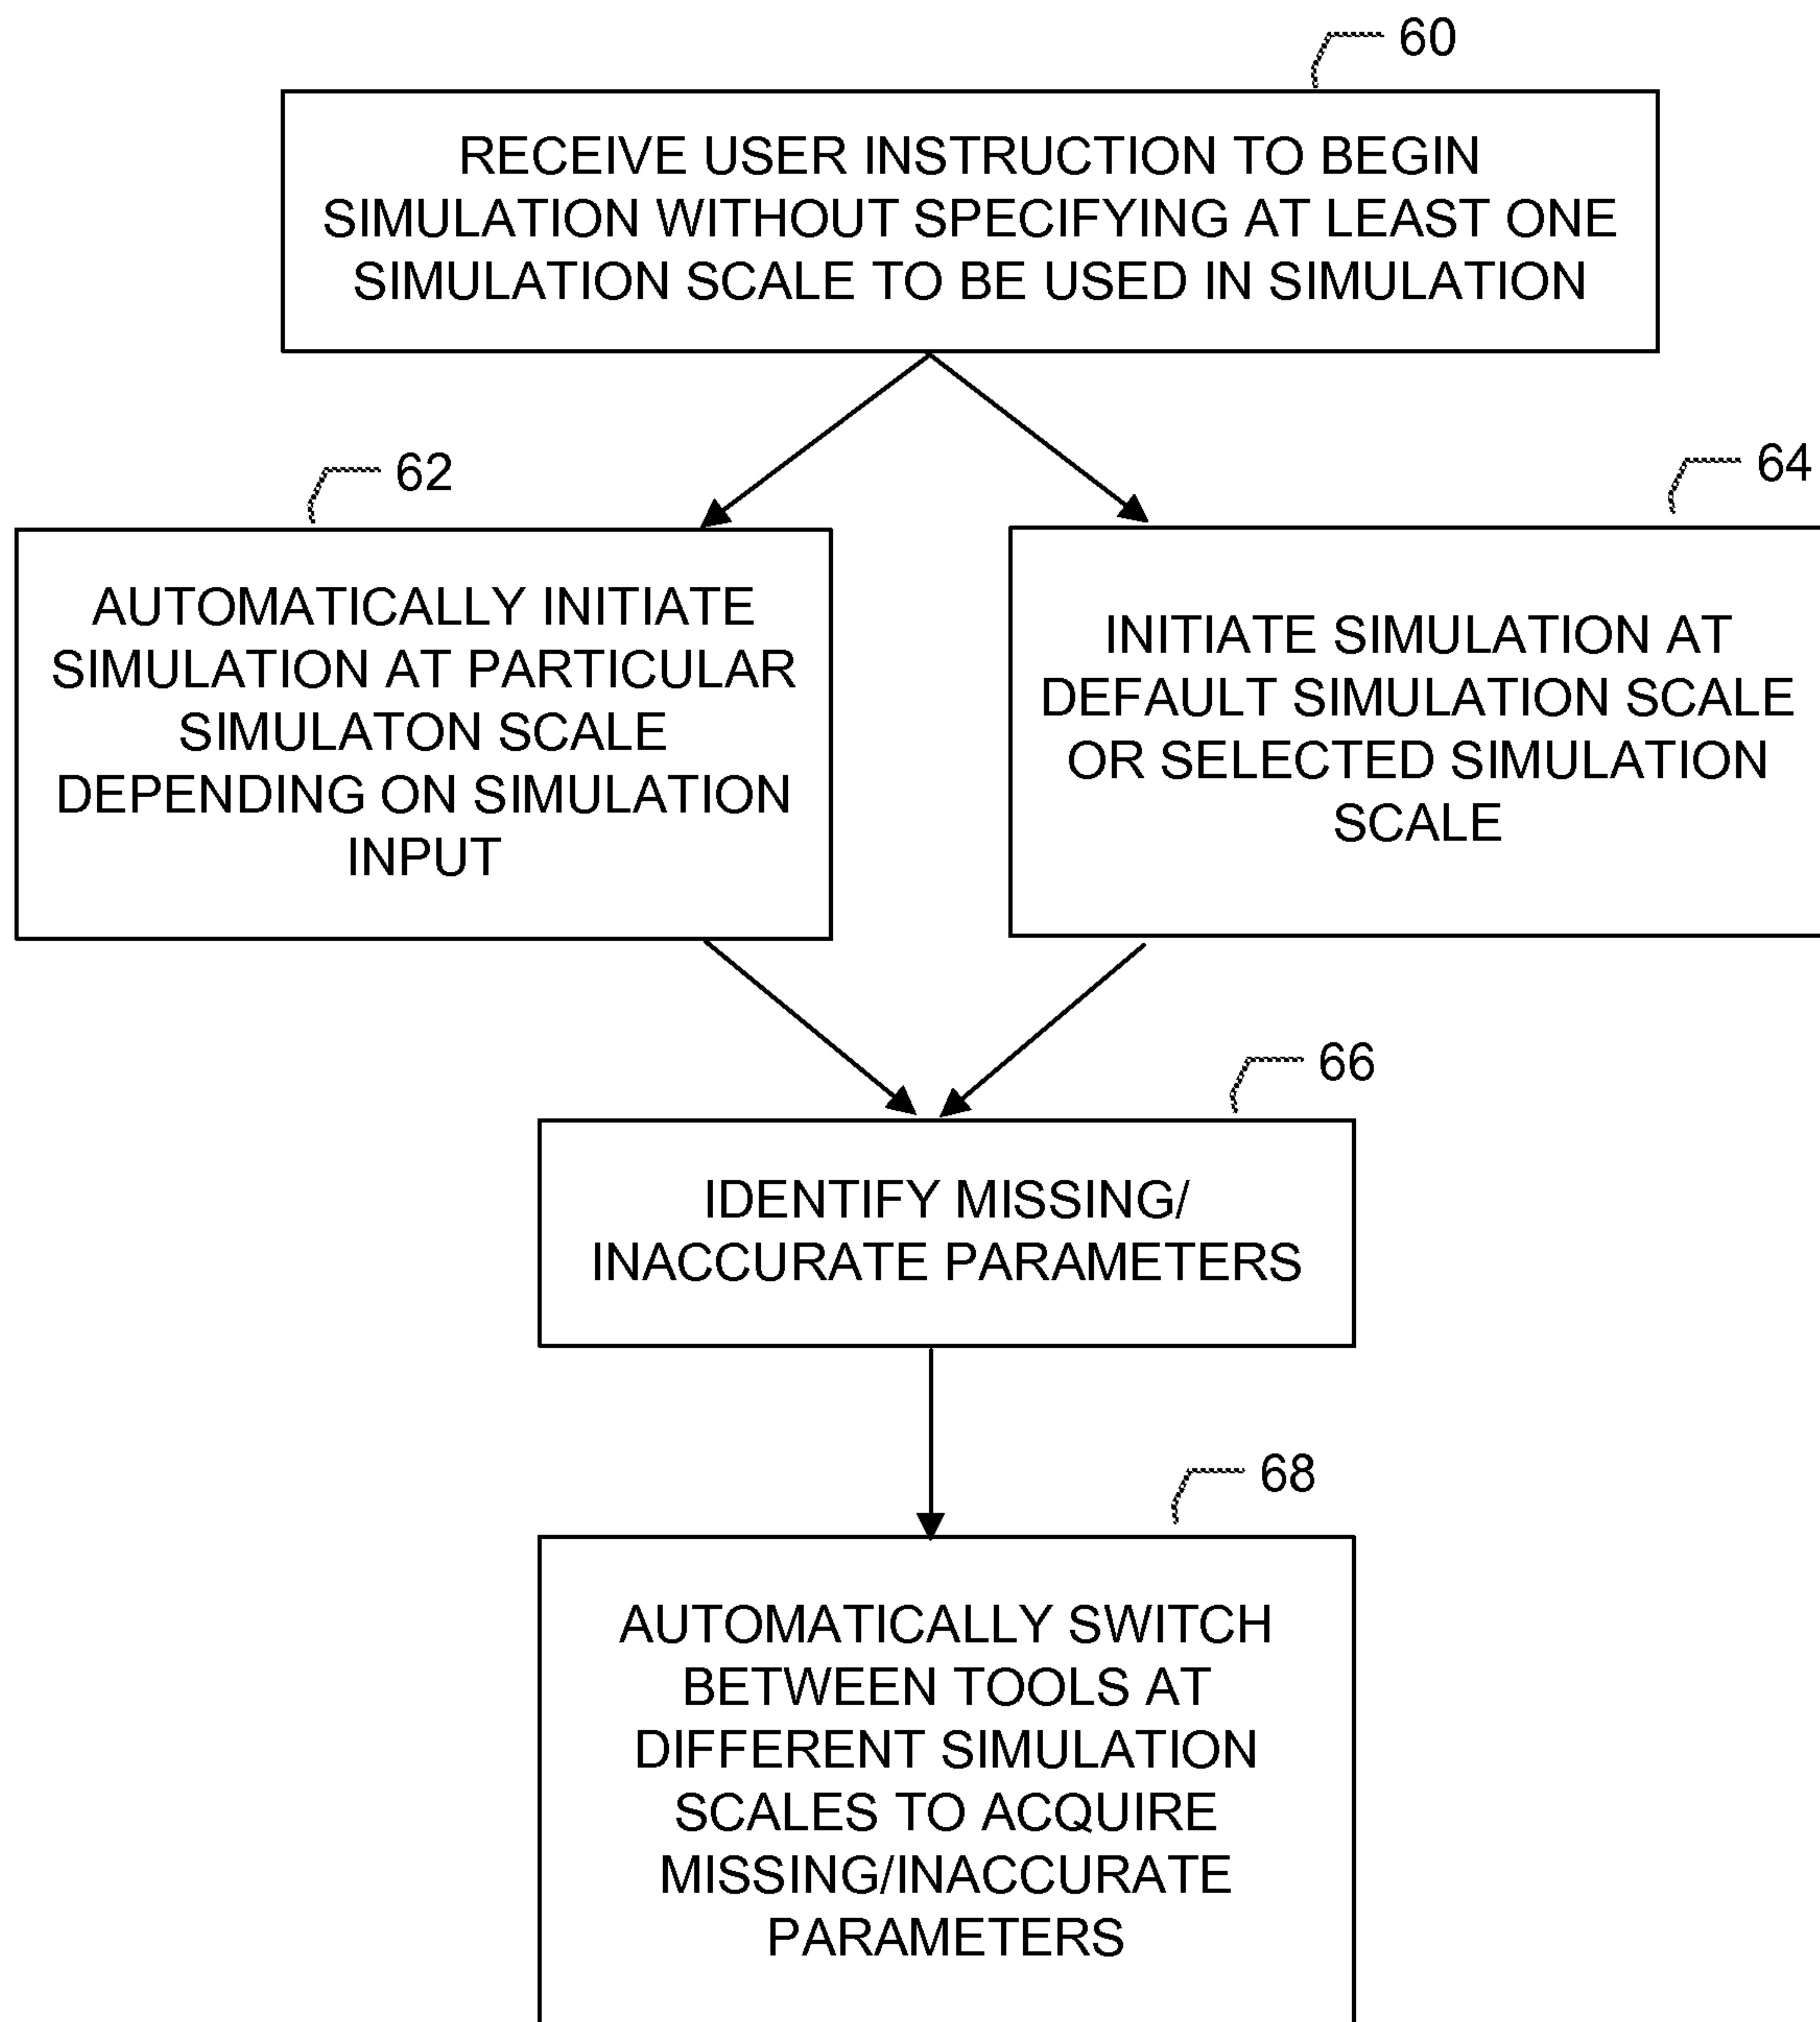 60
RECEIVE USER INSTRUCTION TO BEGIN
SIMULATION WITHOUT SPECIFYING AT LEAST ONE
SIMULATION SCALE TO BE USED IN SIMULATION
62
AUTOMATICALLY INITIATE
SIMULATION AT PARTICULAR
SIMULATON SCALE
DEPENDING ON SIMULATION
INPUT
64
INITIATE SIMULATION AT
DEFAULT SIMULATION SCALE
OR SELECTED SIMULATION
SCALE
66
IDENTIFY MISSING/
INACCURATE PARAMETERS
68
AUTOMATICALLY SWITCH
BETWEEN TOOLS AT
DIFFERENT SIMULATION
SCALES TO ACQUIRE
MISSING/INACCURATE
PARAMETERS